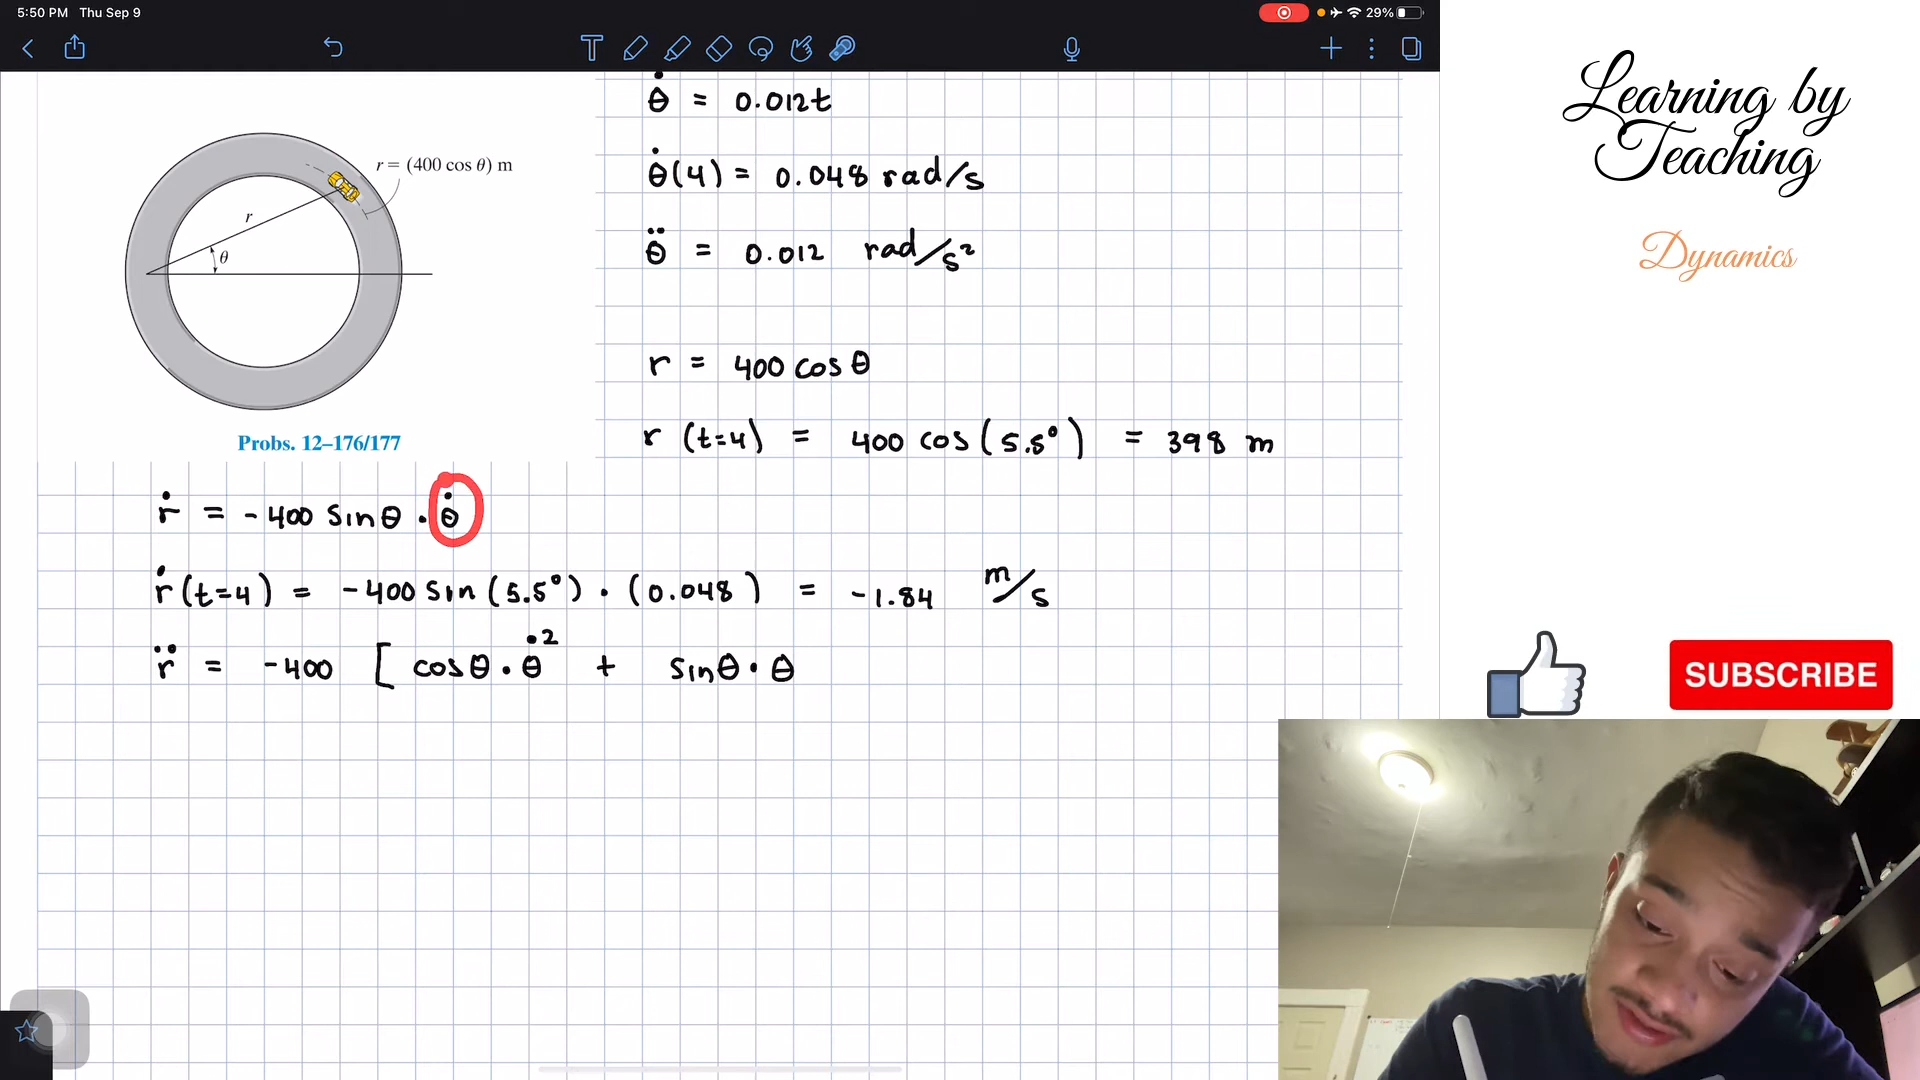 5:50 PM Thu Sep 9
29%
Learning by
Teaching
Dynamics
θ̇ = 0.012t
θ̇(4) = 0.048 rad/s
θ̈ = 0.012 rad/s²
r = (400 cos θ) m
r
θ
Probs. 12–176/177
r = 400 cos θ
r (t=4) = 400 cos(5.5°) = 398 m
ṙ = -400 sinθ · θ̇
ṙ(t=4) = -400 sin(5.5°) · (0.048) = -1.84 m/s
r̈ = -400 [ cosθ · θ̇² + sinθ · θ
SUBSCRIBE